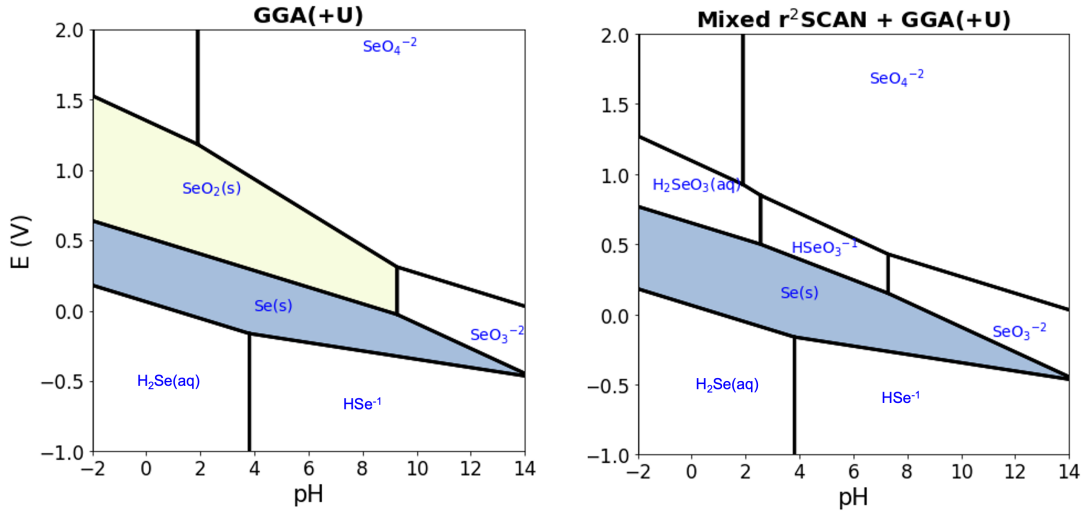 GGA(+U)
2.0
1.5
1.0
0.5
0.0
−0.5
−1.0
E (V)
SeO₄⁻²
SeO₂(s)
Se(s)
SeO₃⁻²
H₂Se(aq)
HSe⁻¹
−2 0 2 4 6 8 10 12 14
pH
Mixed r²SCAN + GGA(+U)
2.0
1.5
1.0
0.5
0.0
−0.5
−1.0
SeO₄⁻²
H₂SeO₃(aq)
HSeO₃⁻¹
Se(s)
SeO₃⁻²
H₂Se(aq)
HSe⁻¹
−2 0 2 4 6 8 10 12 14
pH